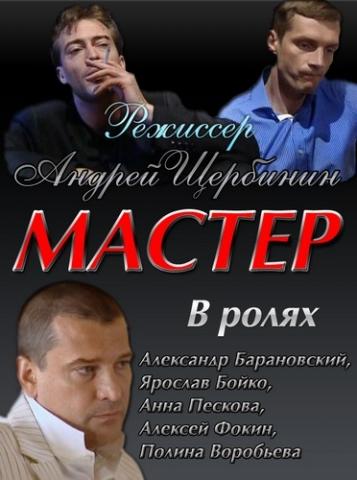 Режиссер
Андрей Щербинин
МАСТЕР
В ролях
Александр Барановский,
Ярослав Бойко,
Анна Пескова,
Алексей Фокин,
Полина Воробьева